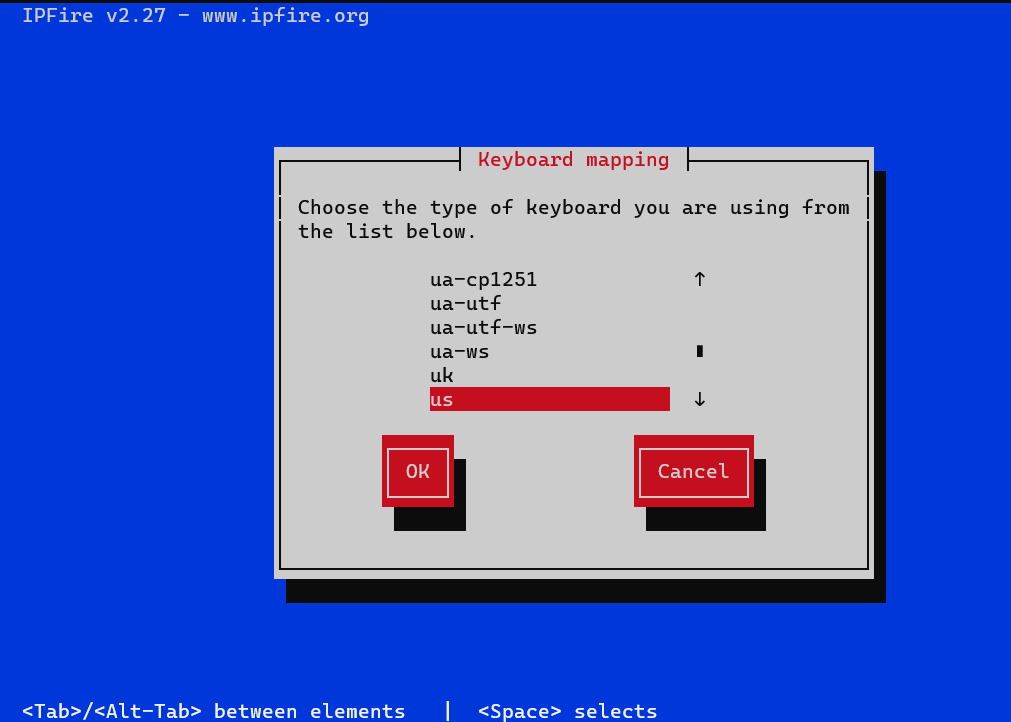 IPFire v2.27 - www.ipfire.org
Keyboard mapping
Choose the type of keyboard you are using from
the list below.
ua-cp1251 ↑
ua-utf
ua-utf-ws
ua-ws
uk
us ↓
OK Cancel
<Tab>/<Alt-Tab> between elements | <Space> selects